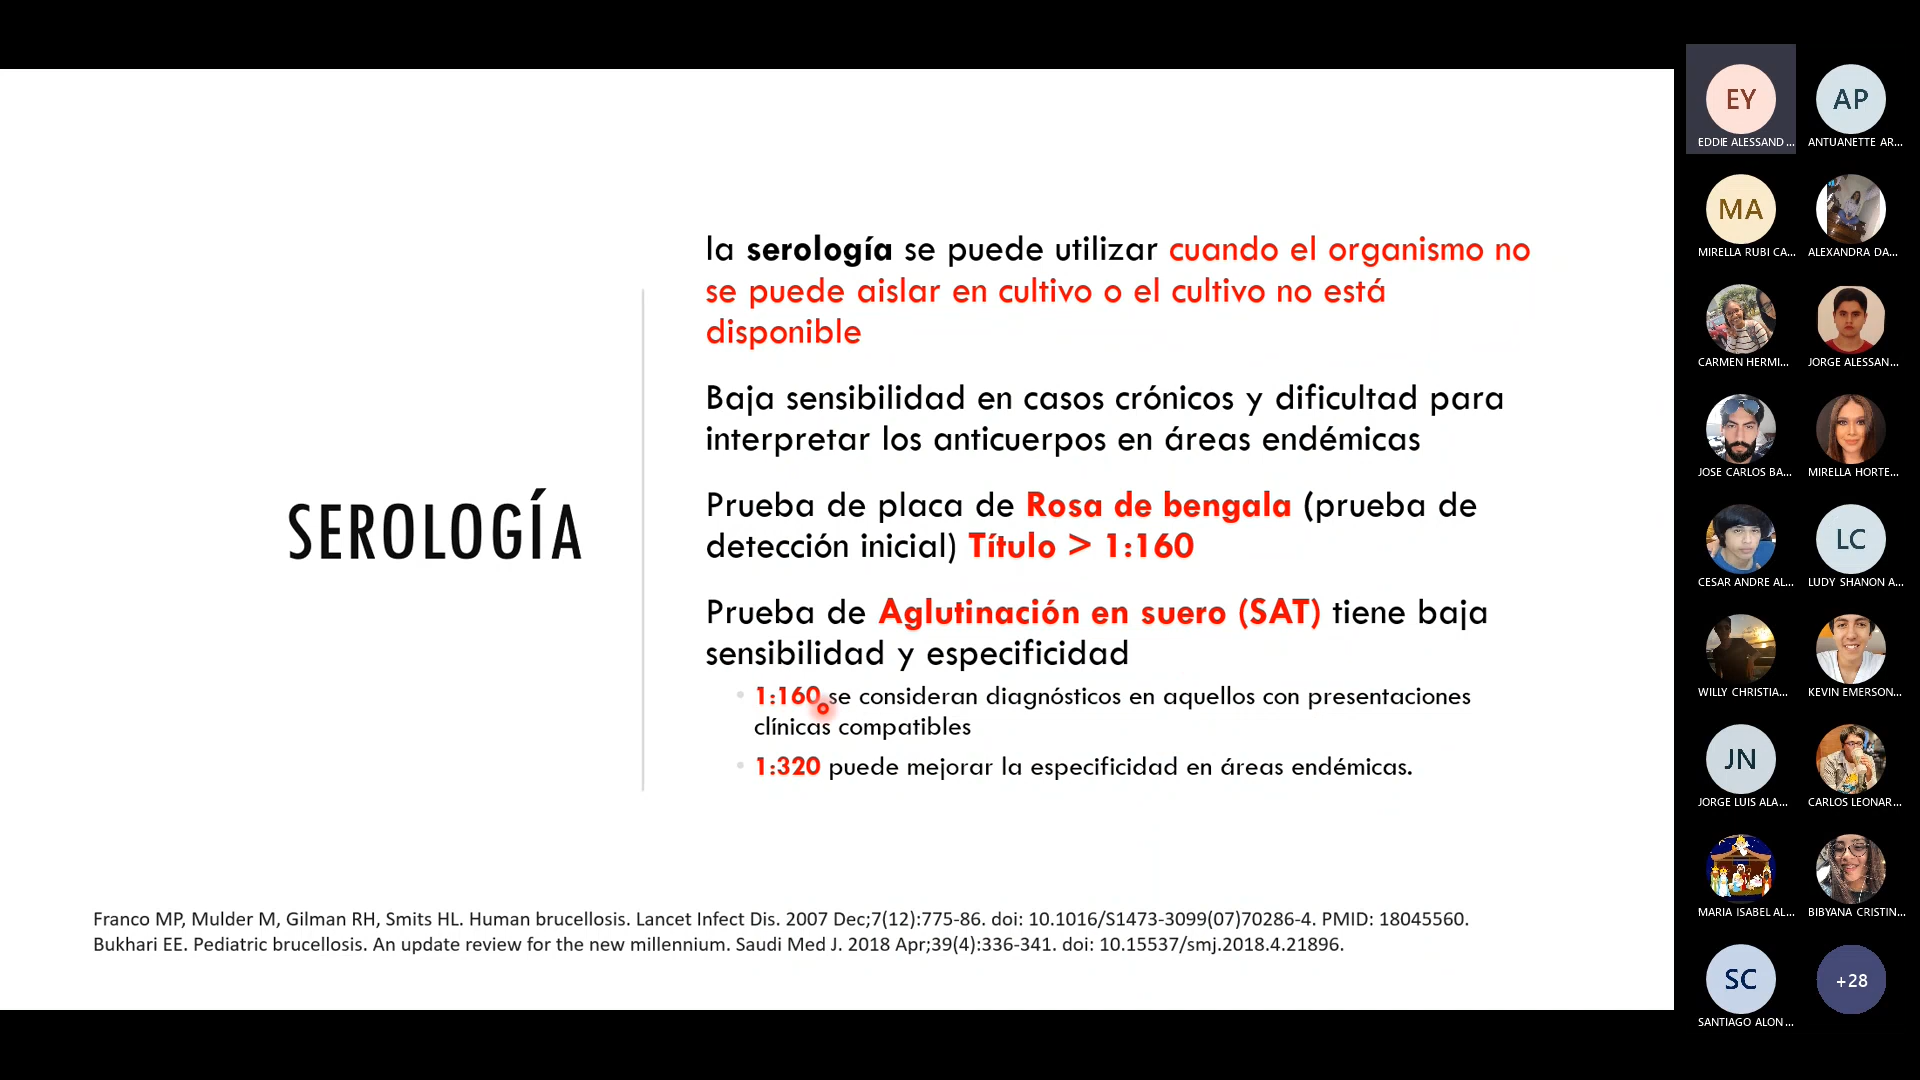 SEROLOGÍA
la serología se puede utilizar cuando el organismo no
se puede aislar en cultivo o el cultivo no está
disponible
Baja sensibilidad en casos crónicos y dificultad para
interpretar los anticuerpos en áreas endémicas
Prueba de placa de Rosa de bengala (prueba de
detección inicial) Título > 1:160
Prueba de Aglutinación en suero (SAT) tiene baja
sensibilidad y especificidad
1:160 se consideran diagnósticos en aquellos con presentaciones
clínicas compatibles
1:320 puede mejorar la especificidad en áreas endémicas.
Franco MP, Mulder M, Gilman RH, Smits HL. Human brucellosis. Lancet Infect Dis. 2007 Dec;7(12):775-86. doi: 10.1016/S1473-3099(07)70286-4. PMID: 18045560.
Bukhari EE. Pediatric brucellosis. An update review for the new millennium. Saudi Med J. 2018 Apr;39(4):336-341. doi: 10.15537/smj.2018.4.21896.
EY AP
EDDIE ALESSAND... ANTUANETTE AR...
MA
MIRELLA RUBI CA... ALEXANDRA DA...
CARMEN HERMI... JORGE ALESSAN...
JOSE CARLOS BA... MIRELLA HORTE...
LC
CESAR ANDRE AL... LUDY SHANON A...
WILLY CHRISTIA... KEVIN EMERSON...
JN
JORGE LUIS ALA... CARLOS LEONAR...
MARIA ISABEL AL... BIBYANA CRISTIN...
SC +28
SANTIAGO ALON...